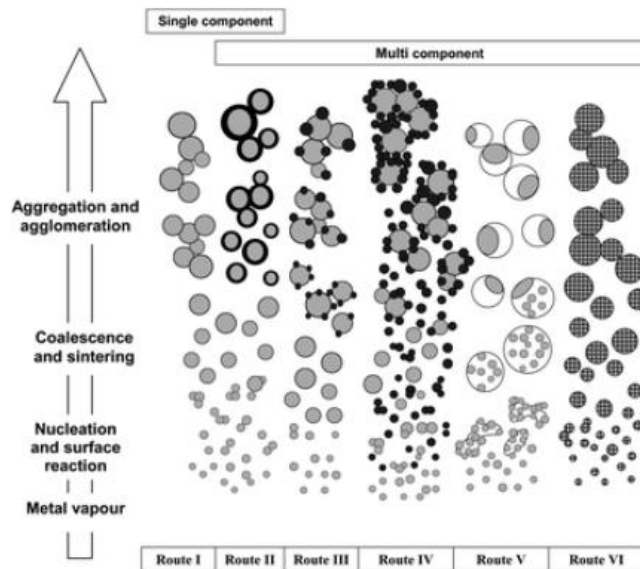 Single component
Multi component
Aggregation and
agglomeration
Coalescence
and sintering
Nucleation
and surface
reaction
Metal vapour
Route I
Route II
Route III
Route IV
Route V
Route VI